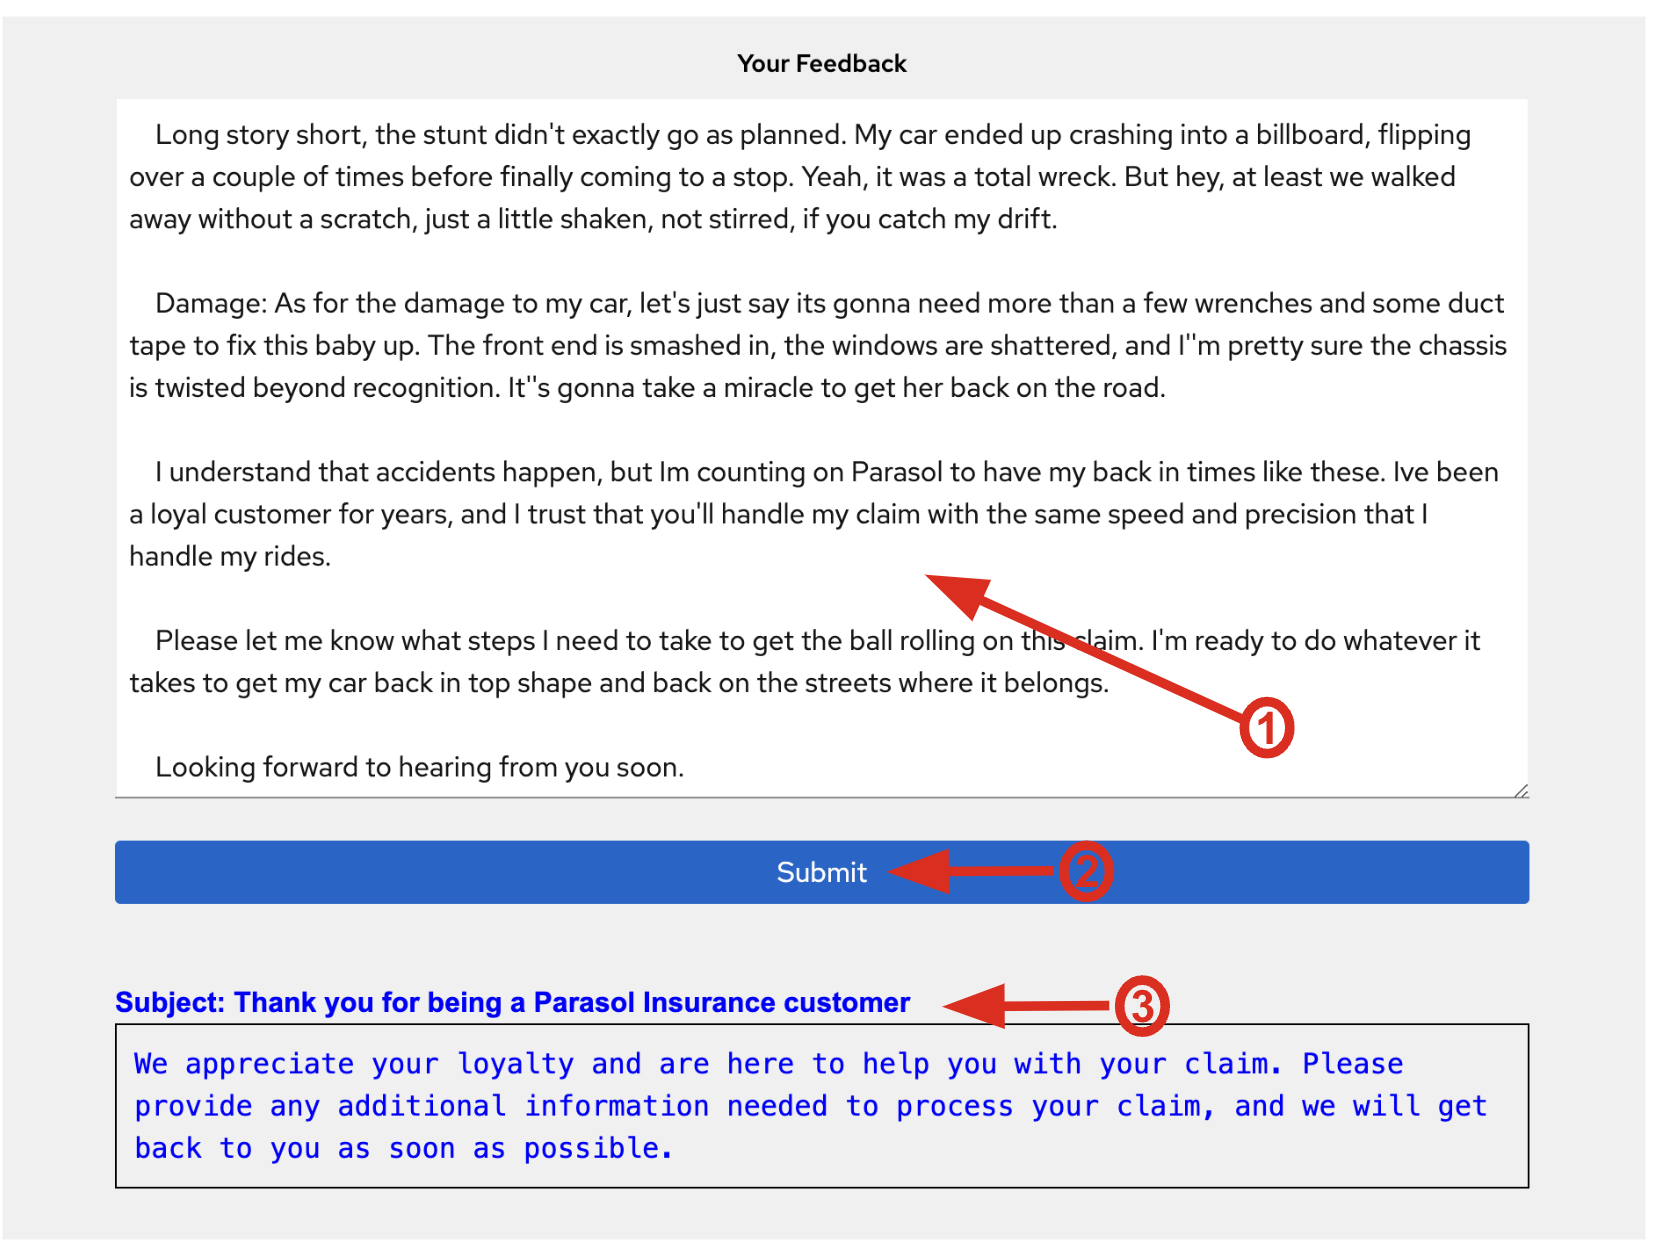 Your Feedback
Long story short, the stunt didn't exactly go as planned. My car ended up crashing into a billboard, flipping
over a couple of times before finally coming to a stop. Yeah, it was a total wreck. But hey, at least we walked
away without a scratch, just a little shaken, not stirred, if you catch my drift.
Damage: As for the damage to my car, let's just say its gonna need more than a few wrenches and some duct
tape to fix this baby up. The front end is smashed in, the windows are shattered, and I''m pretty sure the chassis
is twisted beyond recognition. It''s gonna take a miracle to get her back on the road.
I understand that accidents happen, but Im counting on Parasol to have my back in times like these. Ive been
a loyal customer for years, and I trust that you'll handle my claim with the same speed and precision that I
handle my rides.
Please let me know what steps I need to take to get the ball rolling on this claim. I'm ready to do whatever it
takes to get my car back in top shape and back on the streets where it belongs.
1
Looking forward to hearing from you soon.
Submit
2
Subject: Thank you for being a Parasol Insurance customer
3
We appreciate your loyalty and are here to help you with your claim. Please
provide any additional information needed to process your claim, and we will get
back to you as soon as possible.